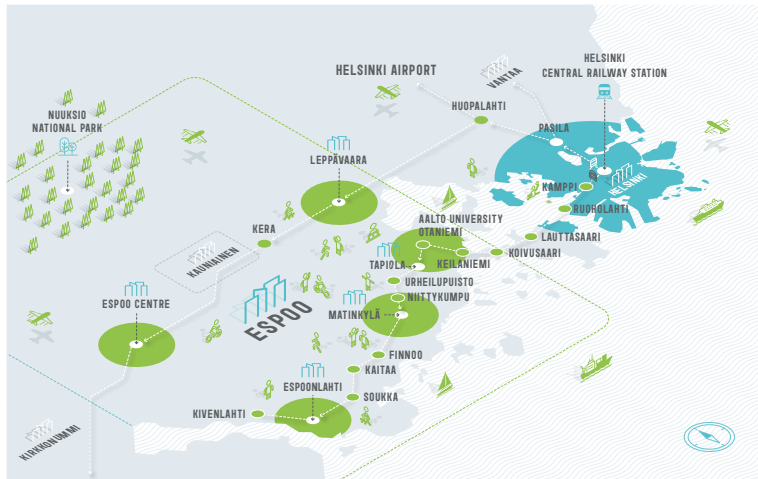 HELSINKI
CENTRAL RAILWAY STATION
HELSINKI AIRPORT
VANTAA
NUUKSIO
NATIONAL PARK
HUOPALAHTI
PASILA
LEPPÄVAARA
HELSINKI
KAMPPI
RUOHOLAHTI
AALTO UNIVERSITY
OTANIEMI
KERA
LAUTTASAARI
KAUNIAINEN
KOIVUSAARI
KEILANIEMI
TAPIOLA
URHEILUPUISTO
ESPOO CENTRE
NIITTYKUMPU
ESPOO
MATINKYLÄ
FINNOO
KAITAA
ESPOONLAHTI
SOUKKA
KIVENLAHTI
KIRKKONUMMI